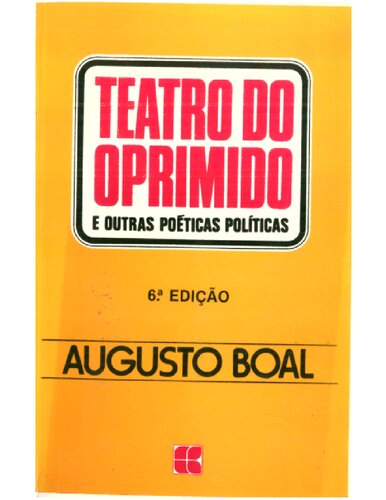 TEATRO DO
OPRIMIDO
E OUTRAS POÉTICAS POLÍTICAS
6.ª EDIÇÃO
AUGUSTO BOAL